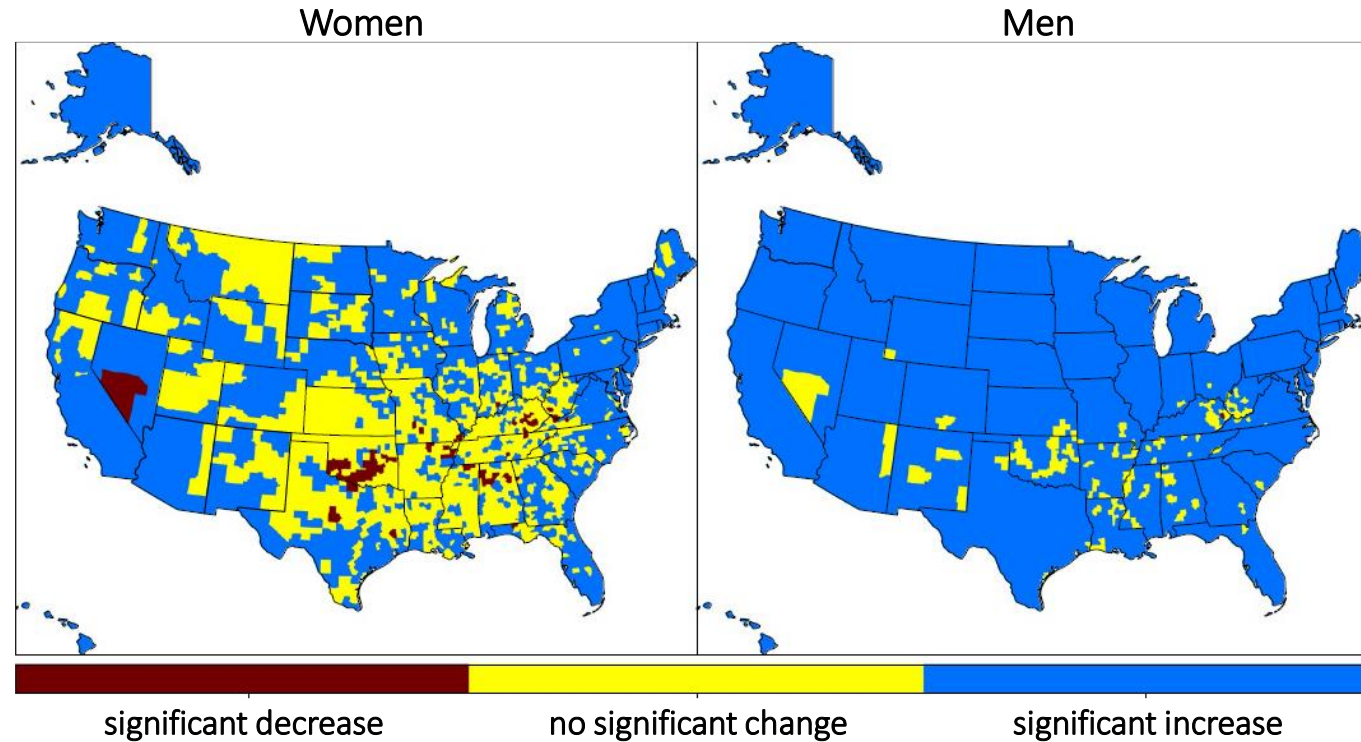 Women
Men
significant decrease
no significant change
significant increase